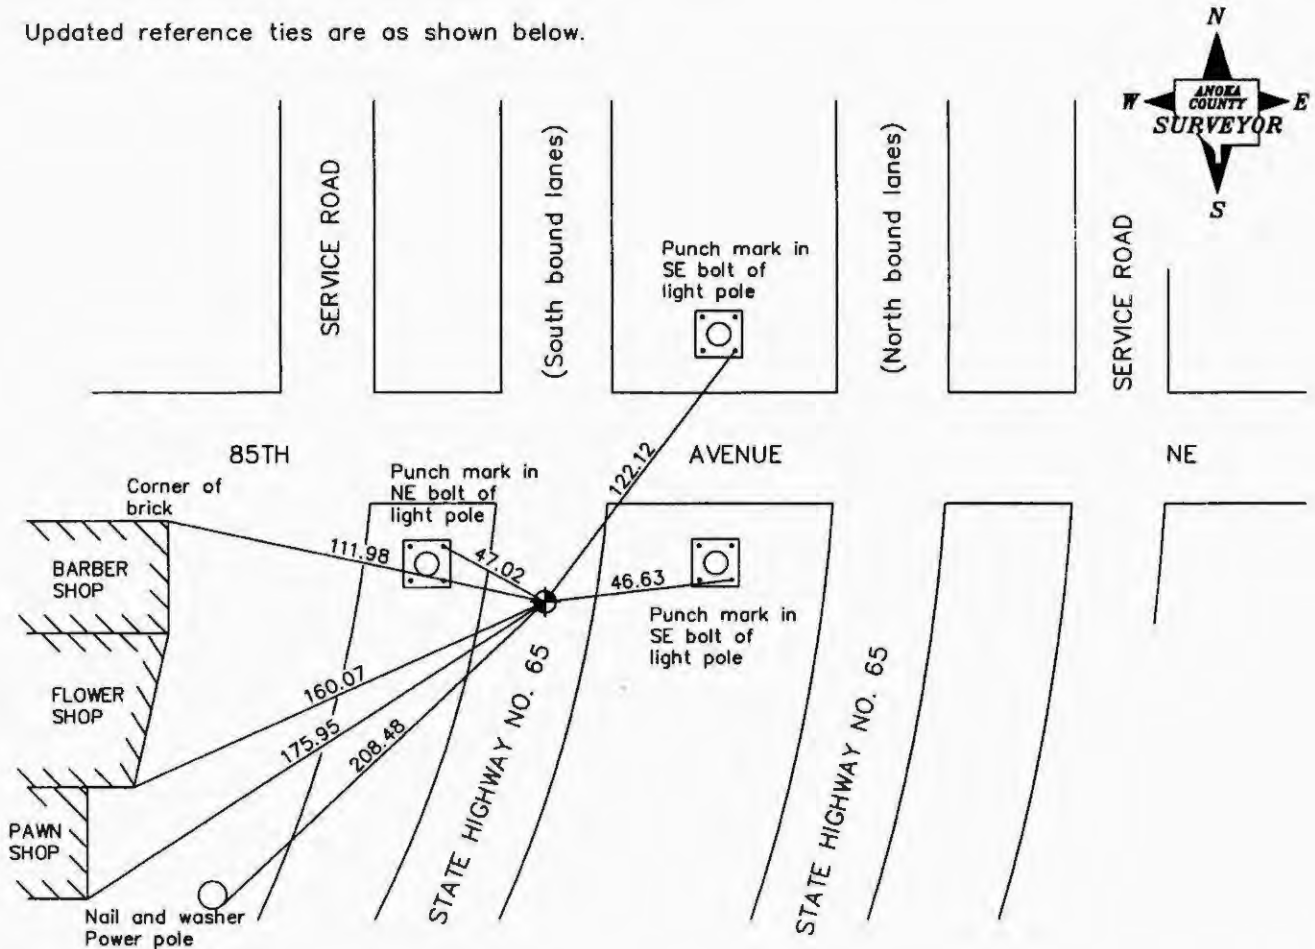 Updated reference ties are as shown below.
N
W
ANOKA
COUNTY
SURVEYOR
E
S
SERVICE ROAD
(South bound lanes)
(North bound lanes)
SERVICE ROAD
Punch mark in
SE bolt of
light pole
85TH
AVENUE
NE
122.12
Punch mark in
NE bolt of
light pole
Corner of
brick
111.98
47.02
46.63
BARBER
SHOP
Punch mark in
SE bolt of
light pole
FLOWER
SHOP
160.07
175.95
208.48
STATE HIGHWAY NO. 65
STATE HIGHWAY NO. 65
PAWN
SHOP
Nail and washer
Power pole